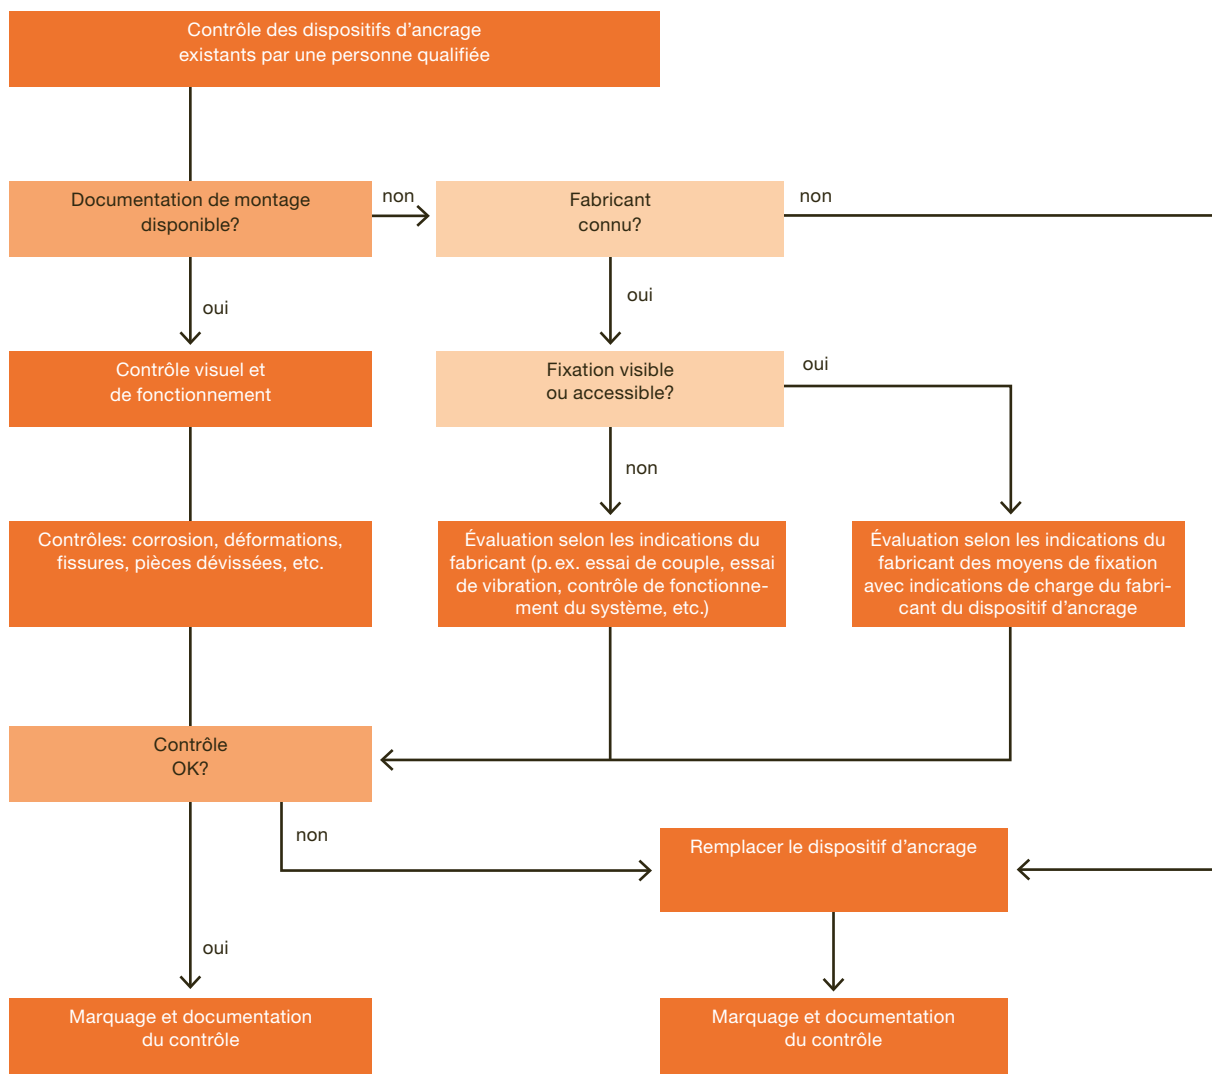 Contrôle des dispositifs d’ancrage
existants par une personne qualifiée
Documentation de montage
disponible?
non
Fabricant
connu?
non
oui
oui
Contrôle visuel et
de fonctionnement
Fixation visible
ou accessible?
oui
non
Contrôles: corrosion, déformations,
fissures, pièces dévissées, etc.
Évaluation selon les indications du
fabricant (p. ex. essai de couple, essai
de vibration, contrôle de fonctionne-
ment du système, etc.)
Évaluation selon les indications du
fabricant des moyens de fixation
avec indications de charge du fabri-
cant du dispositif d’ancrage
Contrôle
OK?
non
Remplacer le dispositif d’ancrage
oui
Marquage et documentation
du contrôle
Marquage et documentation
du contrôle